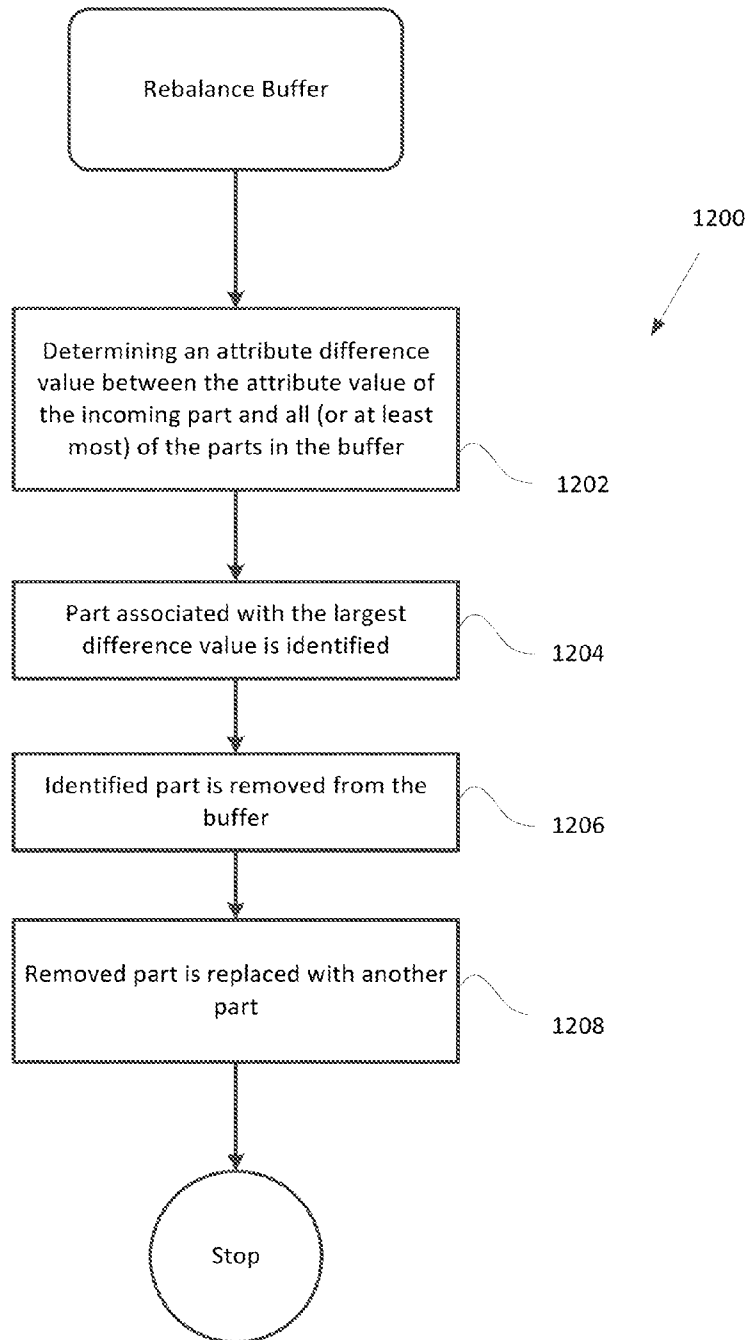 Rebalance Buffer
1200
Determining an attribute difference
value between the attribute value of
the incoming part and all (or at least
most) of the parts in the buffer
1202
Part associated with the largest
difference value is identified
1204
Identified part is removed from the
buffer
1206
Removed part is replaced with another
part
1208
Stop